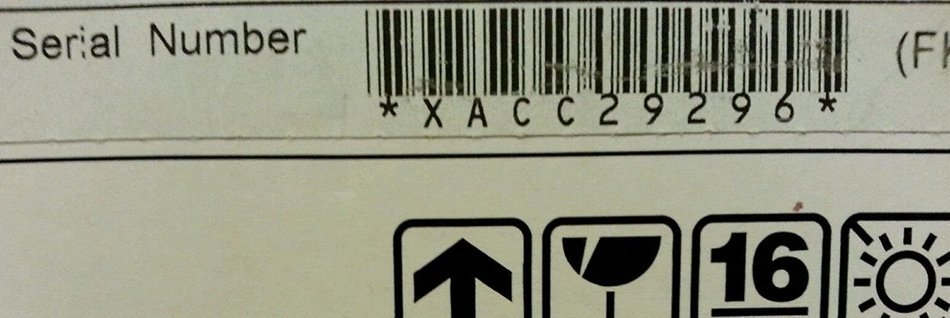 Serial Number
(F
*XACC29296*
16